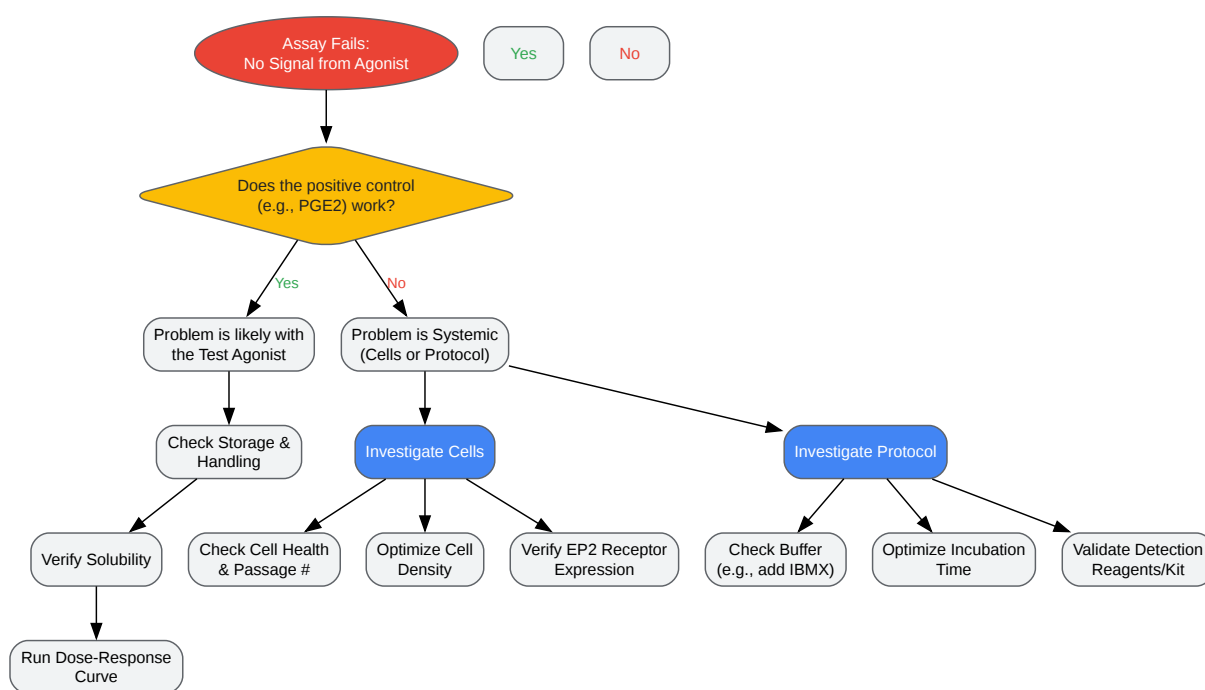 Assay Fails:
No Signal from Agonist
Yes
No
Does the positive control
(e.g., PGE2) work?
Yes
No
Problem is likely with
the Test Agonist
Problem is Systemic
(Cells or Protocol)
Check Storage &
Handling
Investigate Cells
Investigate Protocol
Verify Solubility
Check Cell Health
& Passage #
Optimize Cell
Density
Verify EP2 Receptor
Expression
Check Buffer
(e.g., add IBMX)
Optimize Incubation
Time
Validate Detection
Reagents/Kit
Run Dose-Response
Curve